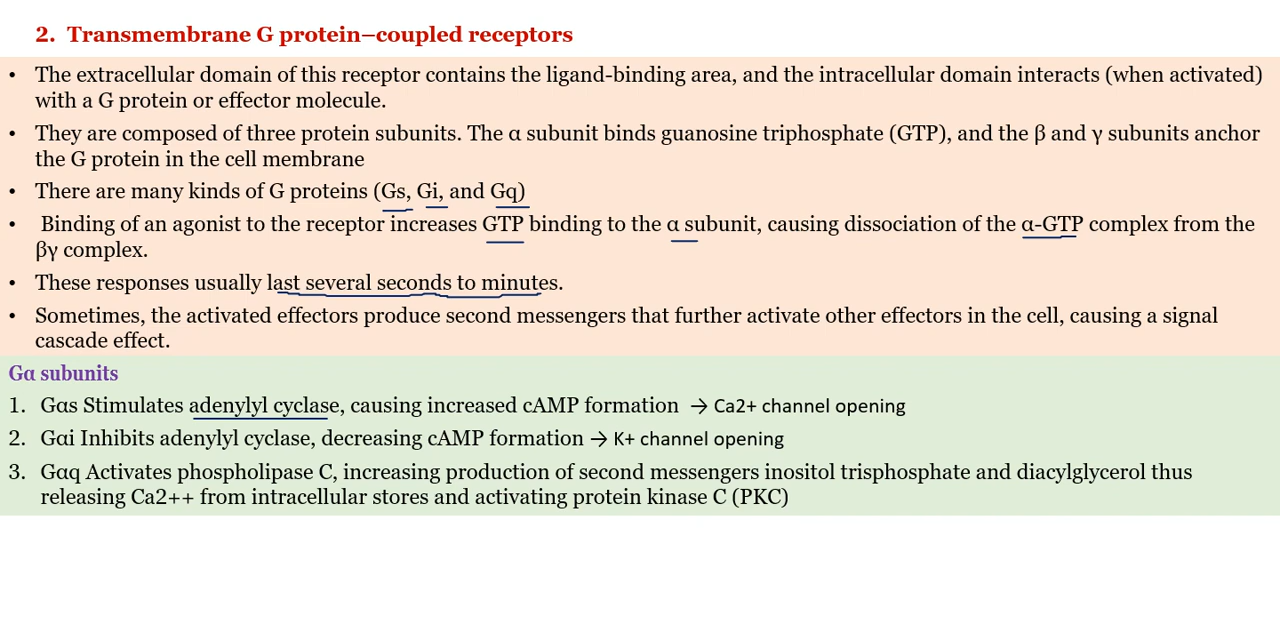 2. Transmembrane G protein–coupled receptors
• The extracellular domain of this receptor contains the ligand-binding area, and the intracellular domain interacts (when activated)
with a G protein or effector molecule.
• They are composed of three protein subunits. The α subunit binds guanosine triphosphate (GTP), and the β and γ subunits anchor
the G protein in the cell membrane
• There are many kinds of G proteins (Gs, Gi, and Gq)
• Binding of an agonist to the receptor increases GTP binding to the α subunit, causing dissociation of the α-GTP complex from the
βγ complex.
• These responses usually last several seconds to minutes.
• Sometimes, the activated effectors produce second messengers that further activate other effectors in the cell, causing a signal
cascade effect.
Gα subunits
1. Gαs Stimulates adenylyl cyclase, causing increased cAMP formation → Ca2+ channel opening
2. Gαi Inhibits adenylyl cyclase, decreasing cAMP formation → K+ channel opening
3. Gαq Activates phospholipase C, increasing production of second messengers inositol trisphosphate and diacylglycerol thus
releasing Ca2++ from intracellular stores and activating protein kinase C (PKC)